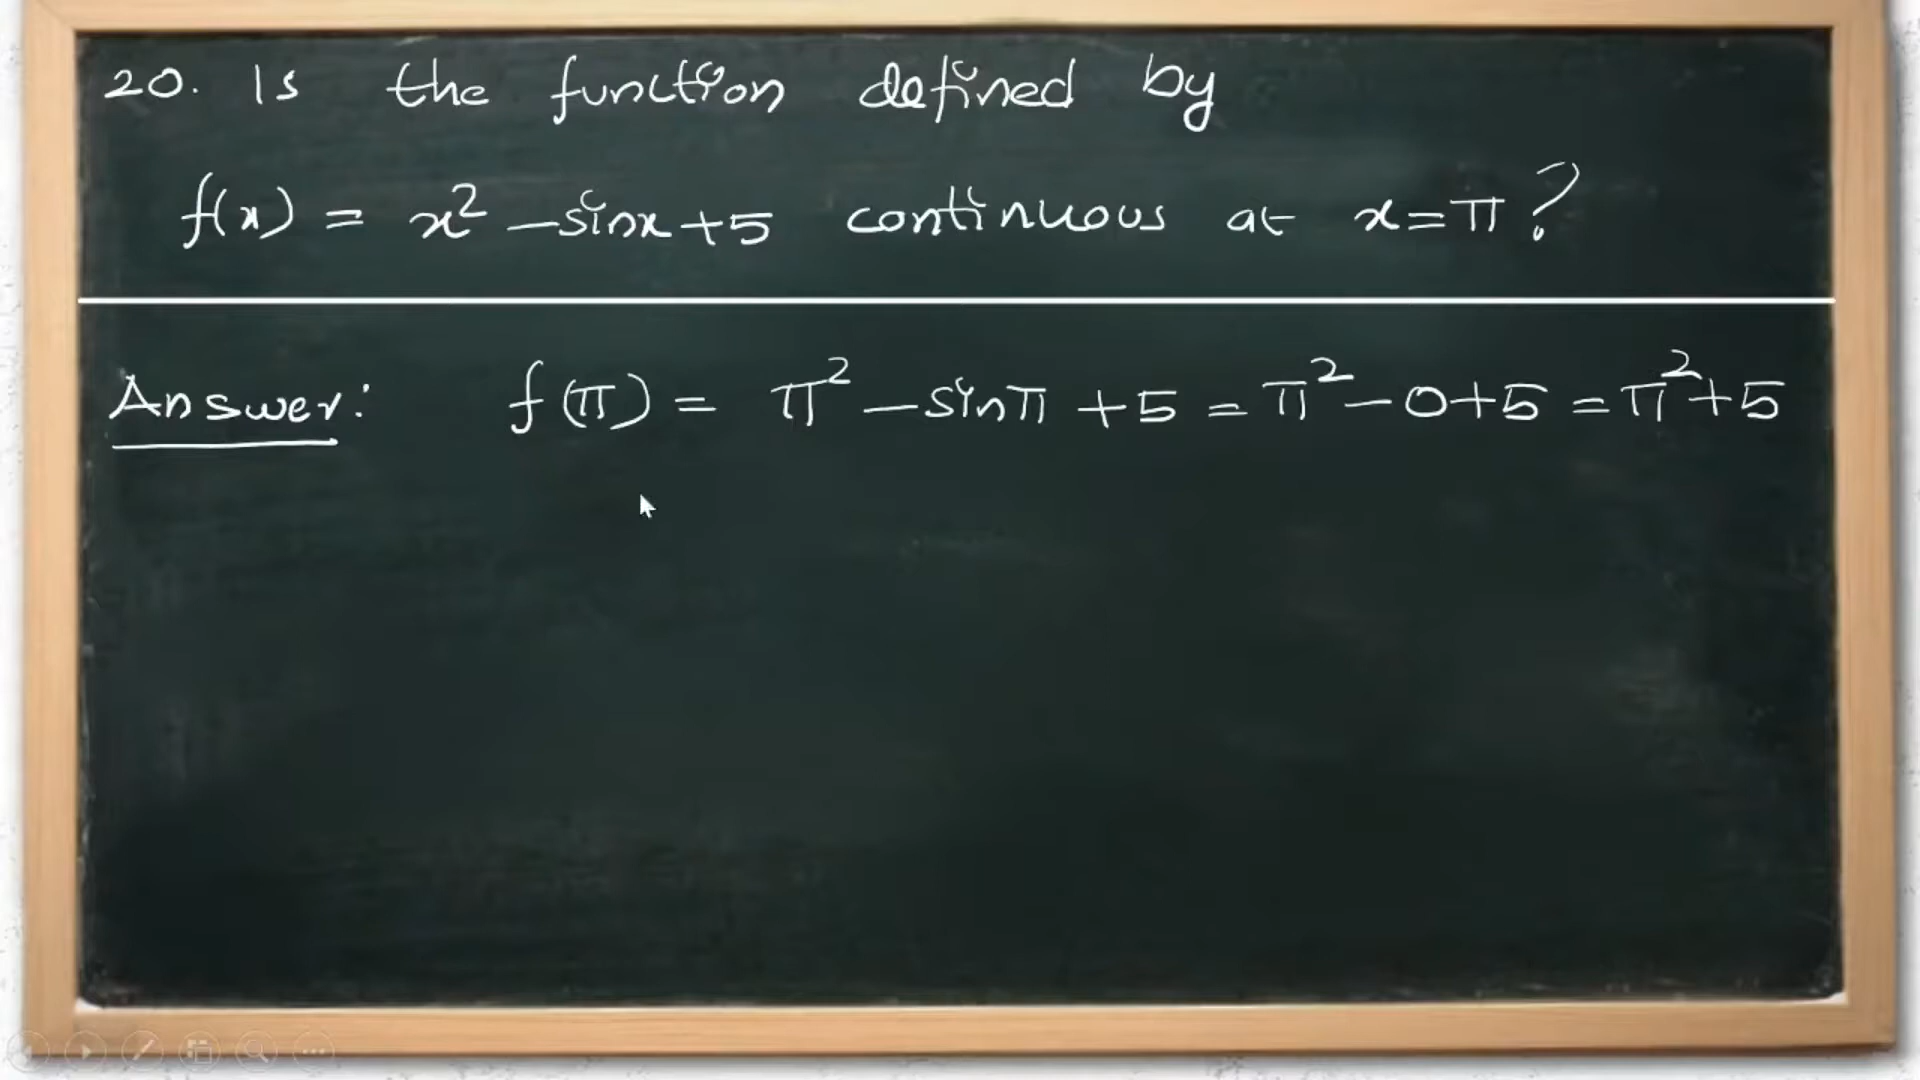 20. Is the function defined by
f(x) = x² - sinx + 5 continuous at x = π ?
Answer: f(π) = π² - sinπ + 5 = π² - 0 + 5 = π² + 5